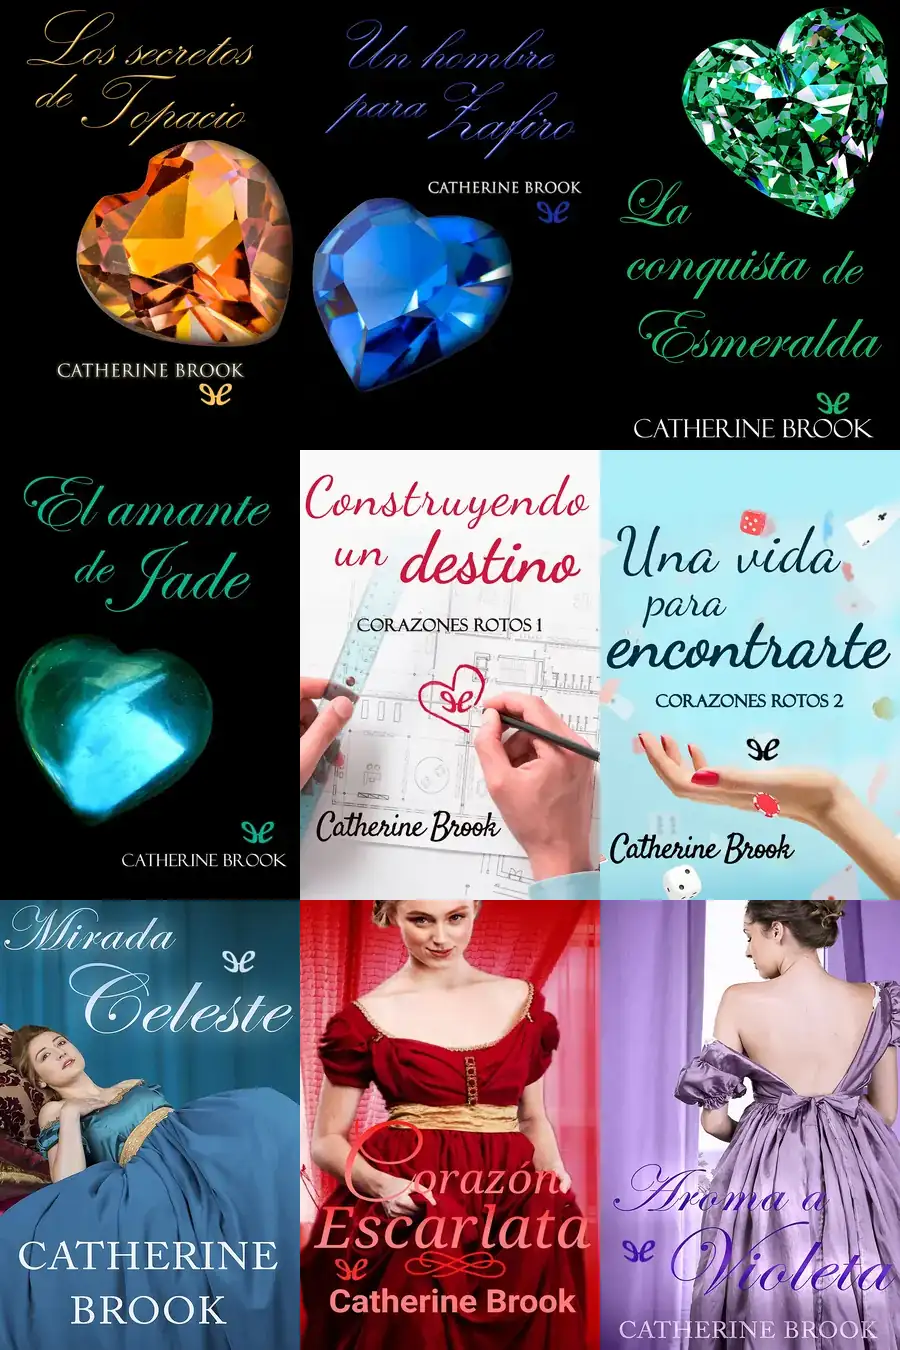 Los secretos
de Topacio
CATHERINE BROOK
Un hombre
para Zafiro
CATHERINE BROOK
La
conquista de
Esmeralda
CATHERINE BROOK
El amante
de Jade
CATHERINE BROOK
Construyendo
un destino
CORAZONES ROTOS 1
Catherine Brook
Una vida
para
encontrarte
CORAZONES ROTOS 2
Catherine Brook
Mirada
Celeste
CATHERINE
BROOK
Corazón
Escarlata
Catherine Brook
Aroma a
Violeta
CATHERINE BROOK